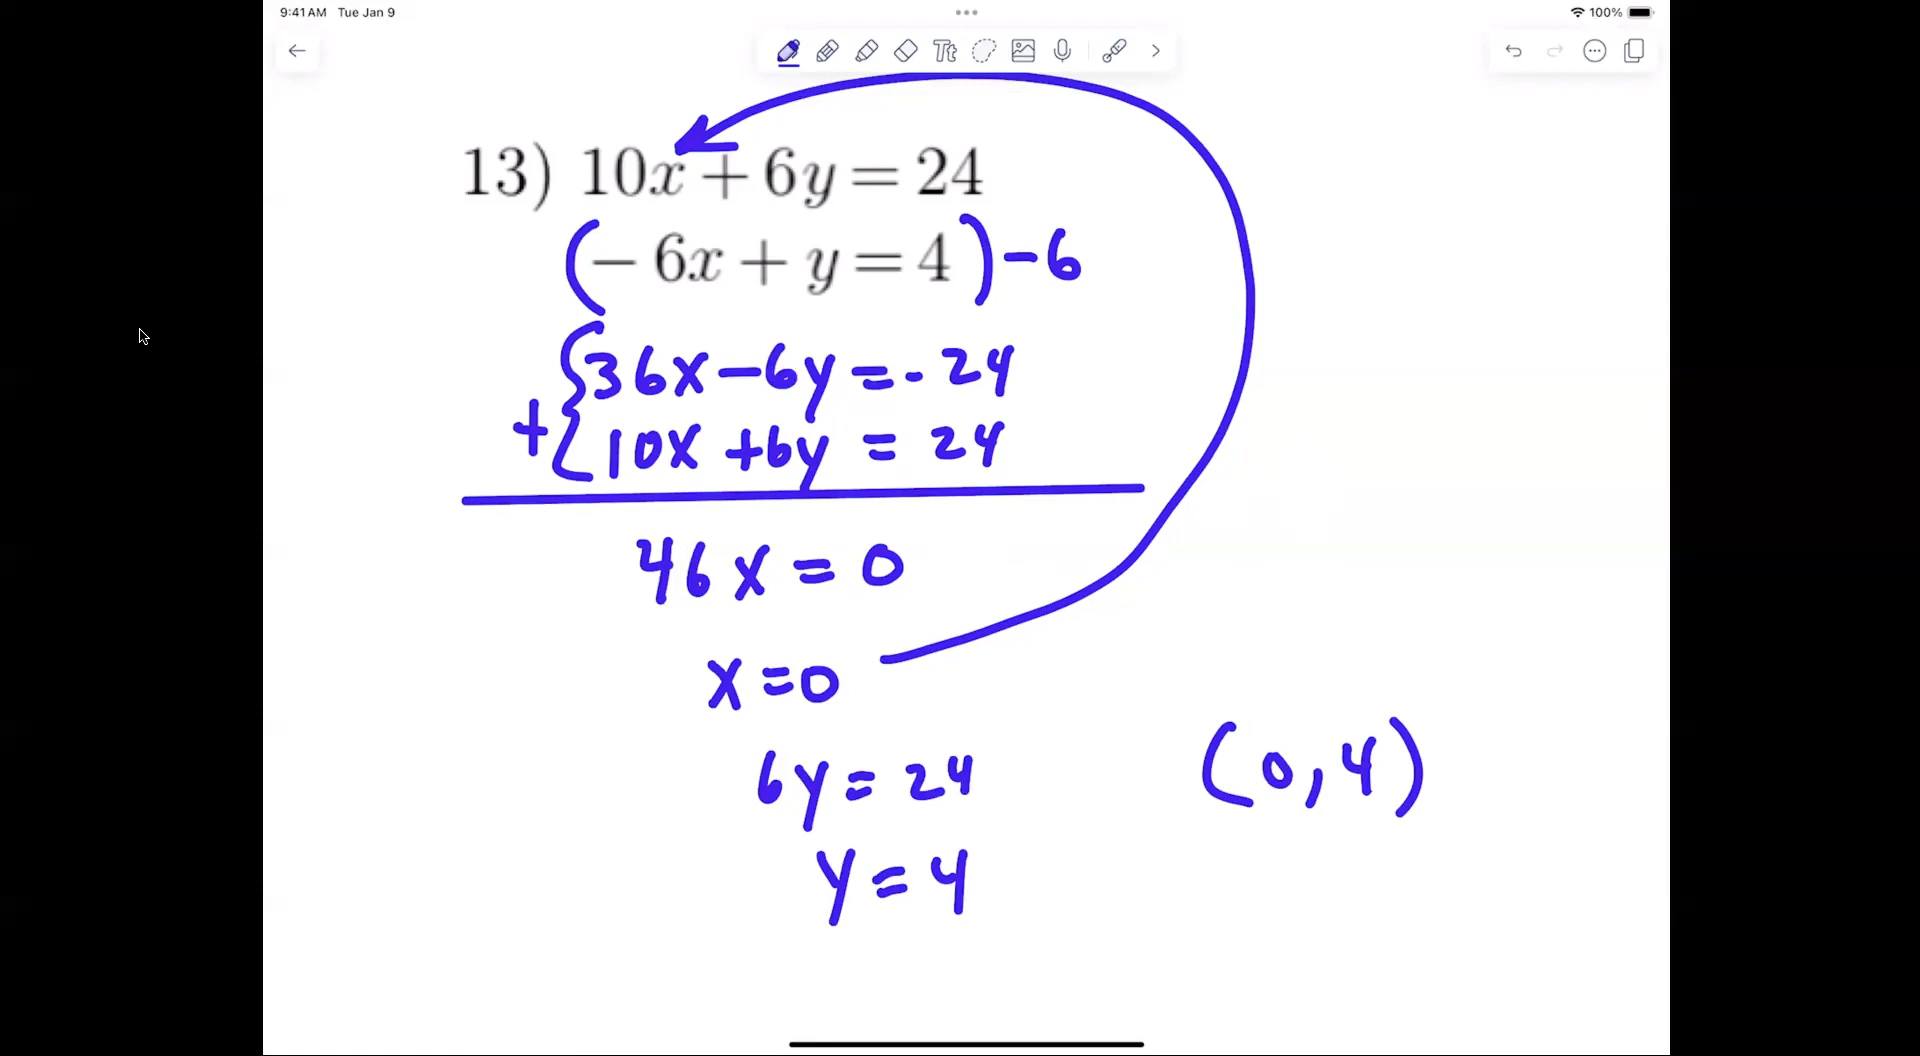 9:41 AM Tue Jan 9
100%
Tt
13) 10x + 6y = 24
(- 6x + y = 4) -6
36x - 6y = - 24
+ { 10x + 6y = 24
46x = 0
x = 0
6y = 24
(0, 4)
y = 4